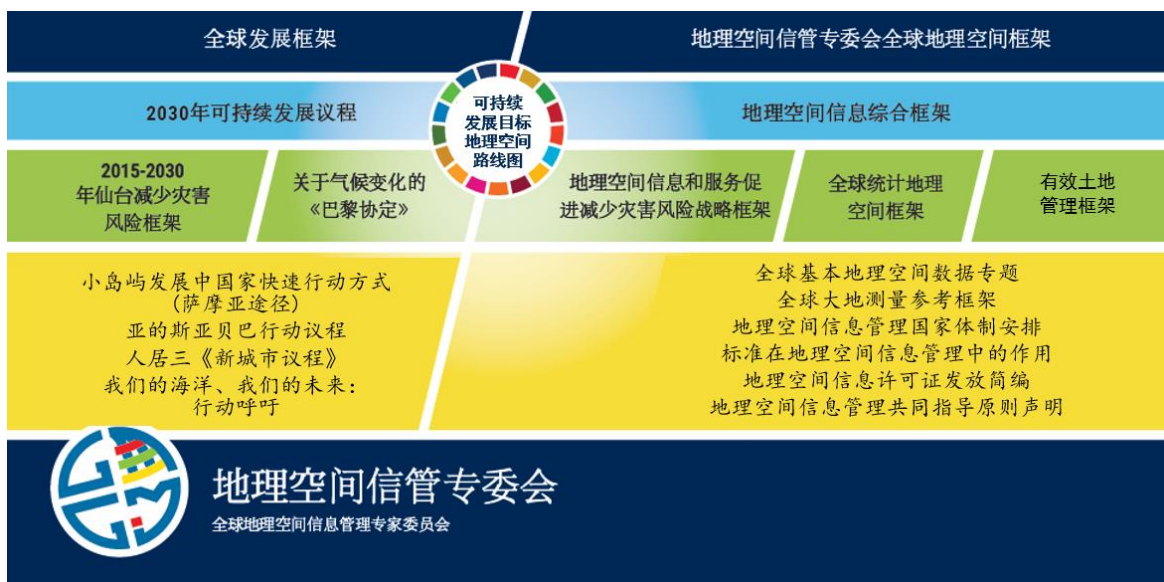 全球发展框架
地理空间信管专委会全球地理空间框架
2030年可持续发展议程
可持续
发展目标
地理空间
路线图
地理空间信息综合框架
2015-2030
年仙台减少灾害
风险框架
关于气候变化的
《巴黎协定》
地理空间信息和服务促
进减少灾害风险战略框架
全球统计地理
空间框架
有效土地
管理框架
小岛屿发展中国家快速行动方式
(萨摩亚途径)
亚的斯亚贝巴行动议程
人居三《新城市议程》
我们的海洋、我们的未来:
行动呼吁
全球基本地理空间数据专题
全球大地测量参考框架
地理空间信息管理国家体制安排
标准在地理空间信息管理中的作用
地理空间信息许可证发放简编
地理空间信息管理共同指导原则声明
地理空间信管专委会
全球地理空间信息管理专家委员会